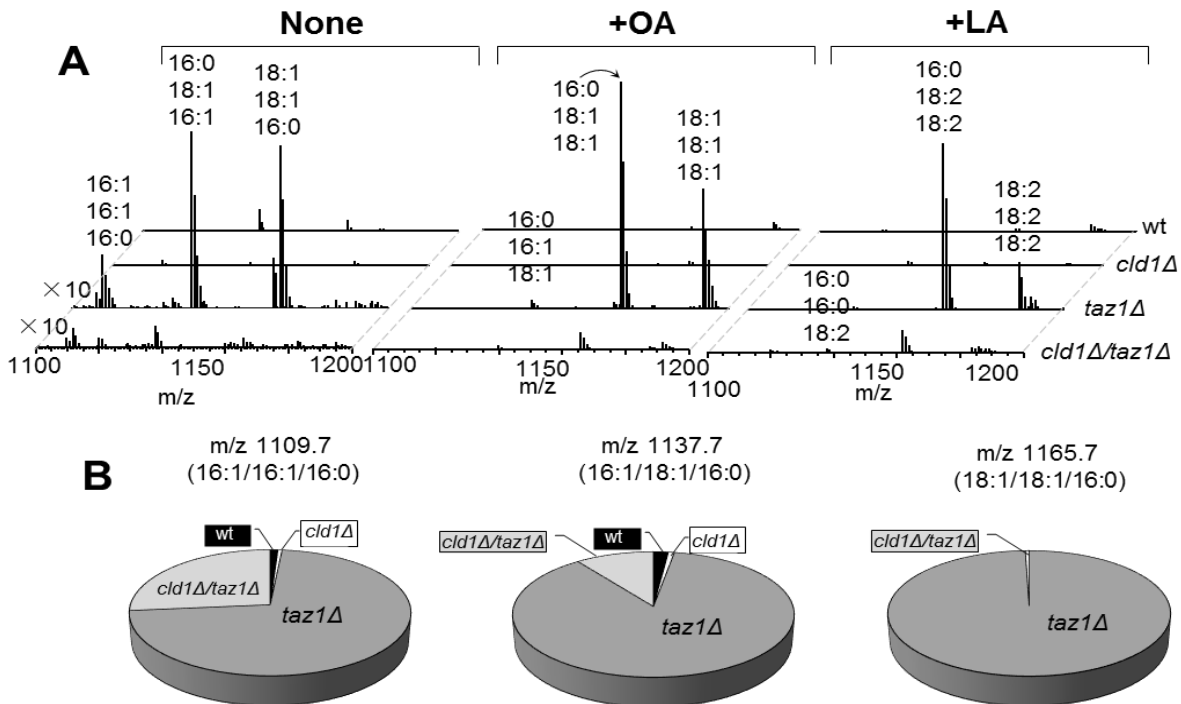 None
+OA
+LA
A
16:0
18:1
16:1
18:1
18:1
16:0
16:1
16:1
16:0
16:0
18:1
18:1
18:1
18:1
18:1
16:0
16:1
18:1
16:0
18:2
18:2
18:2
18:2
18:2
16:0
16:0
18:2
wt
cld1Δ
× 10
taz1Δ
× 10
cld1Δ/taz1Δ
1100 1150 1200
m/z
1150 1200
m/z
1100
1150 1200
m/z
B
m/z 1109.7
(16:1/16:1/16:0)
m/z 1137.7
(16:1/18:1/16:0)
m/z 1165.7
(18:1/18:1/16:0)
wt
cld1Δ
cld1Δ/taz1Δ
taz1Δ
cld1Δ/taz1Δ
wt
cld1Δ
taz1Δ
cld1Δ/taz1Δ
taz1Δ